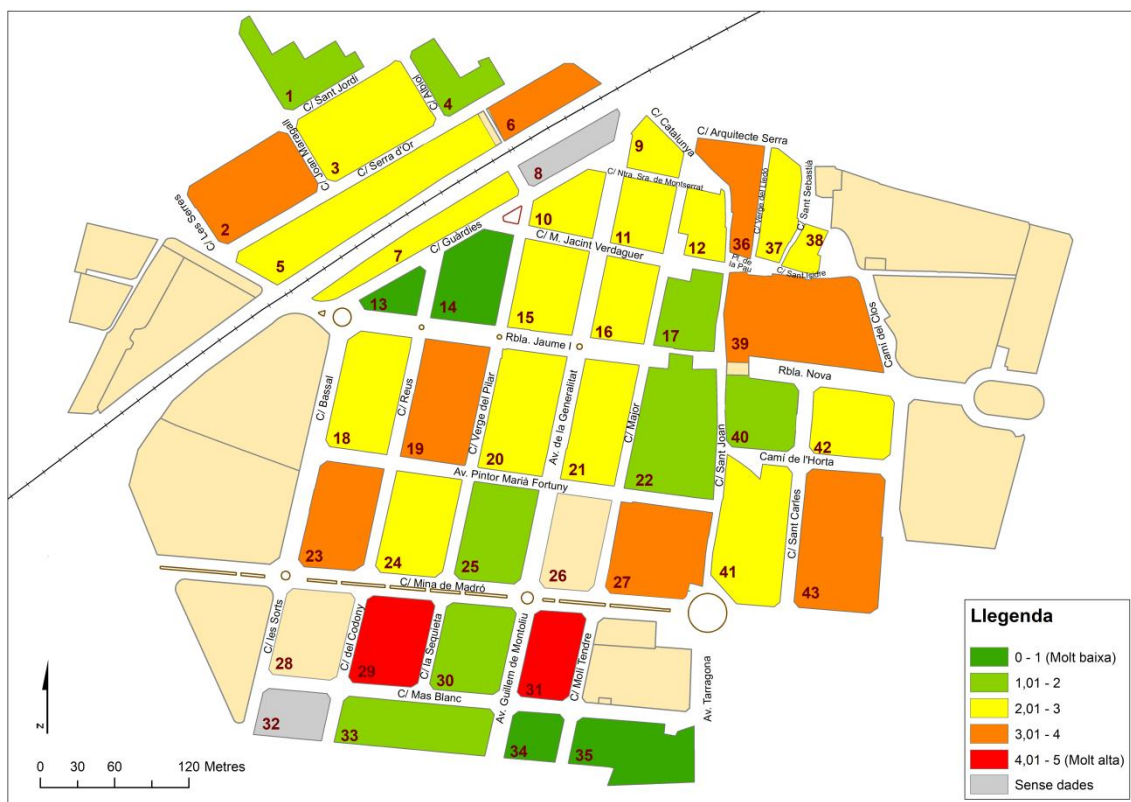 1
C/ Sant Jordi
C/ Albiol
4
6
C/ Joan Maragall
3
C/ Serra d'Or
8
9
C/ Catalunya
C/ Arquitecte Serra
C/ Ntra. Sra. de Montserrat
C/ Verge del Lledó
C/ Sant Sebastià
2
C/ Les Serres
5
7
C/ Guàrdies
10
11
12
36
37
38
C/ M. Jacint Verdaguer
Pl. de
la Pau
C/ Sant Isidre
13
14
15
16
17
39
Camí del Clos
Rbla. Jaume I
Rbla. Nova
C/ Bassal
C/ Reus
C/ Verge del Pilar
Av. de la Generalitat
C/ Major
C/ Sant Joan
18
19
20
21
22
40
42
Camí de l'Horta
Av. Pintor Marià Fortuny
C/ Sant Carles
23
24
25
26
27
41
43
C/ Mina de Madró
C/ les Sorts
C/ del Codony
C/ la Sequieta
Av. Guillem de Montoliu
C/ Molí Tendre
Av. Tarragona
28
29
30
31
C/ Mas Blanc
32
33
34
35
N
0 30 60 120 Metres
Llegenda
0 - 1 (Molt baixa)
1,01 - 2
2,01 - 3
3,01 - 4
4,01 - 5 (Molt alta)
Sense dades